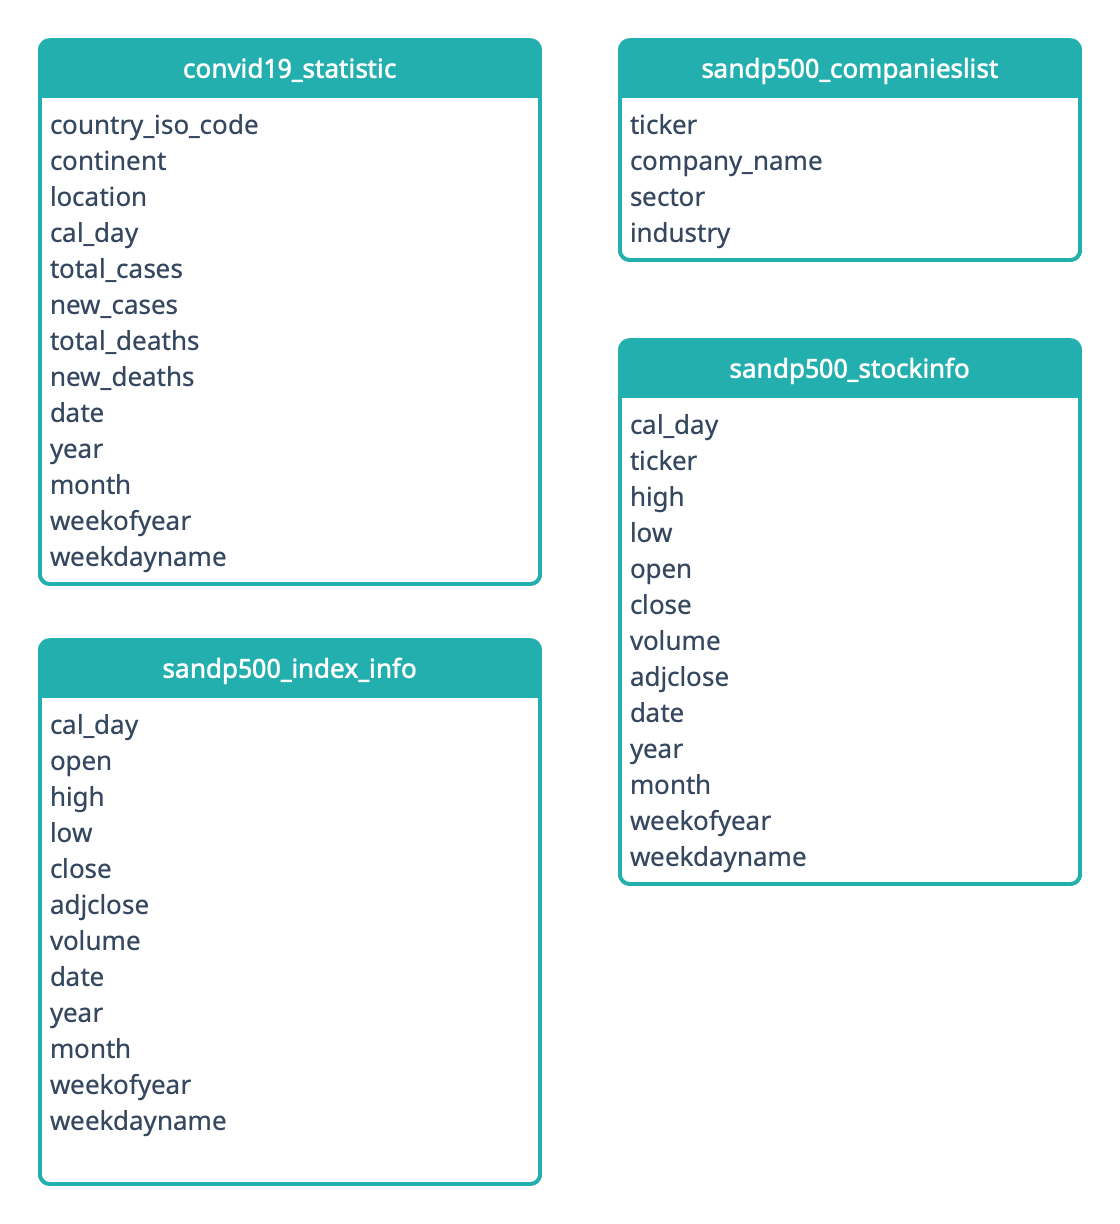 convid19_statistic
country_iso_code
continent
location
cal_day
total_cases
new_cases
total_deaths
new_deaths
date
year
month
weekofyear
weekdayname
sandp500_index_info
cal_day
open
high
low
close
adjclose
volume
date
year
month
weekofyear
weekdayname
sandp500_companieslist
ticker
company_name
sector
industry
sandp500_stockinfo
cal_day
ticker
high
low
open
close
volume
adjclose
date
year
month
weekofyear
weekdayname